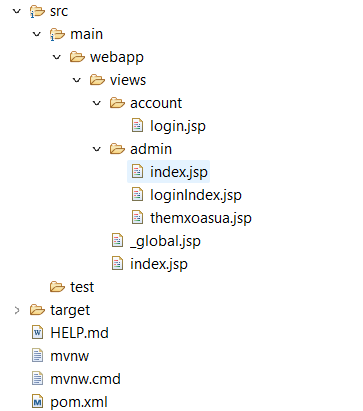 src
main
webapp
views
account
login.jsp
admin
index.jsp
loginIndex.jsp
themxoasua.jsp
_global.jsp
index.jsp
test
target
HELP.md
mvnw
mvnw.cmd
pom.xml